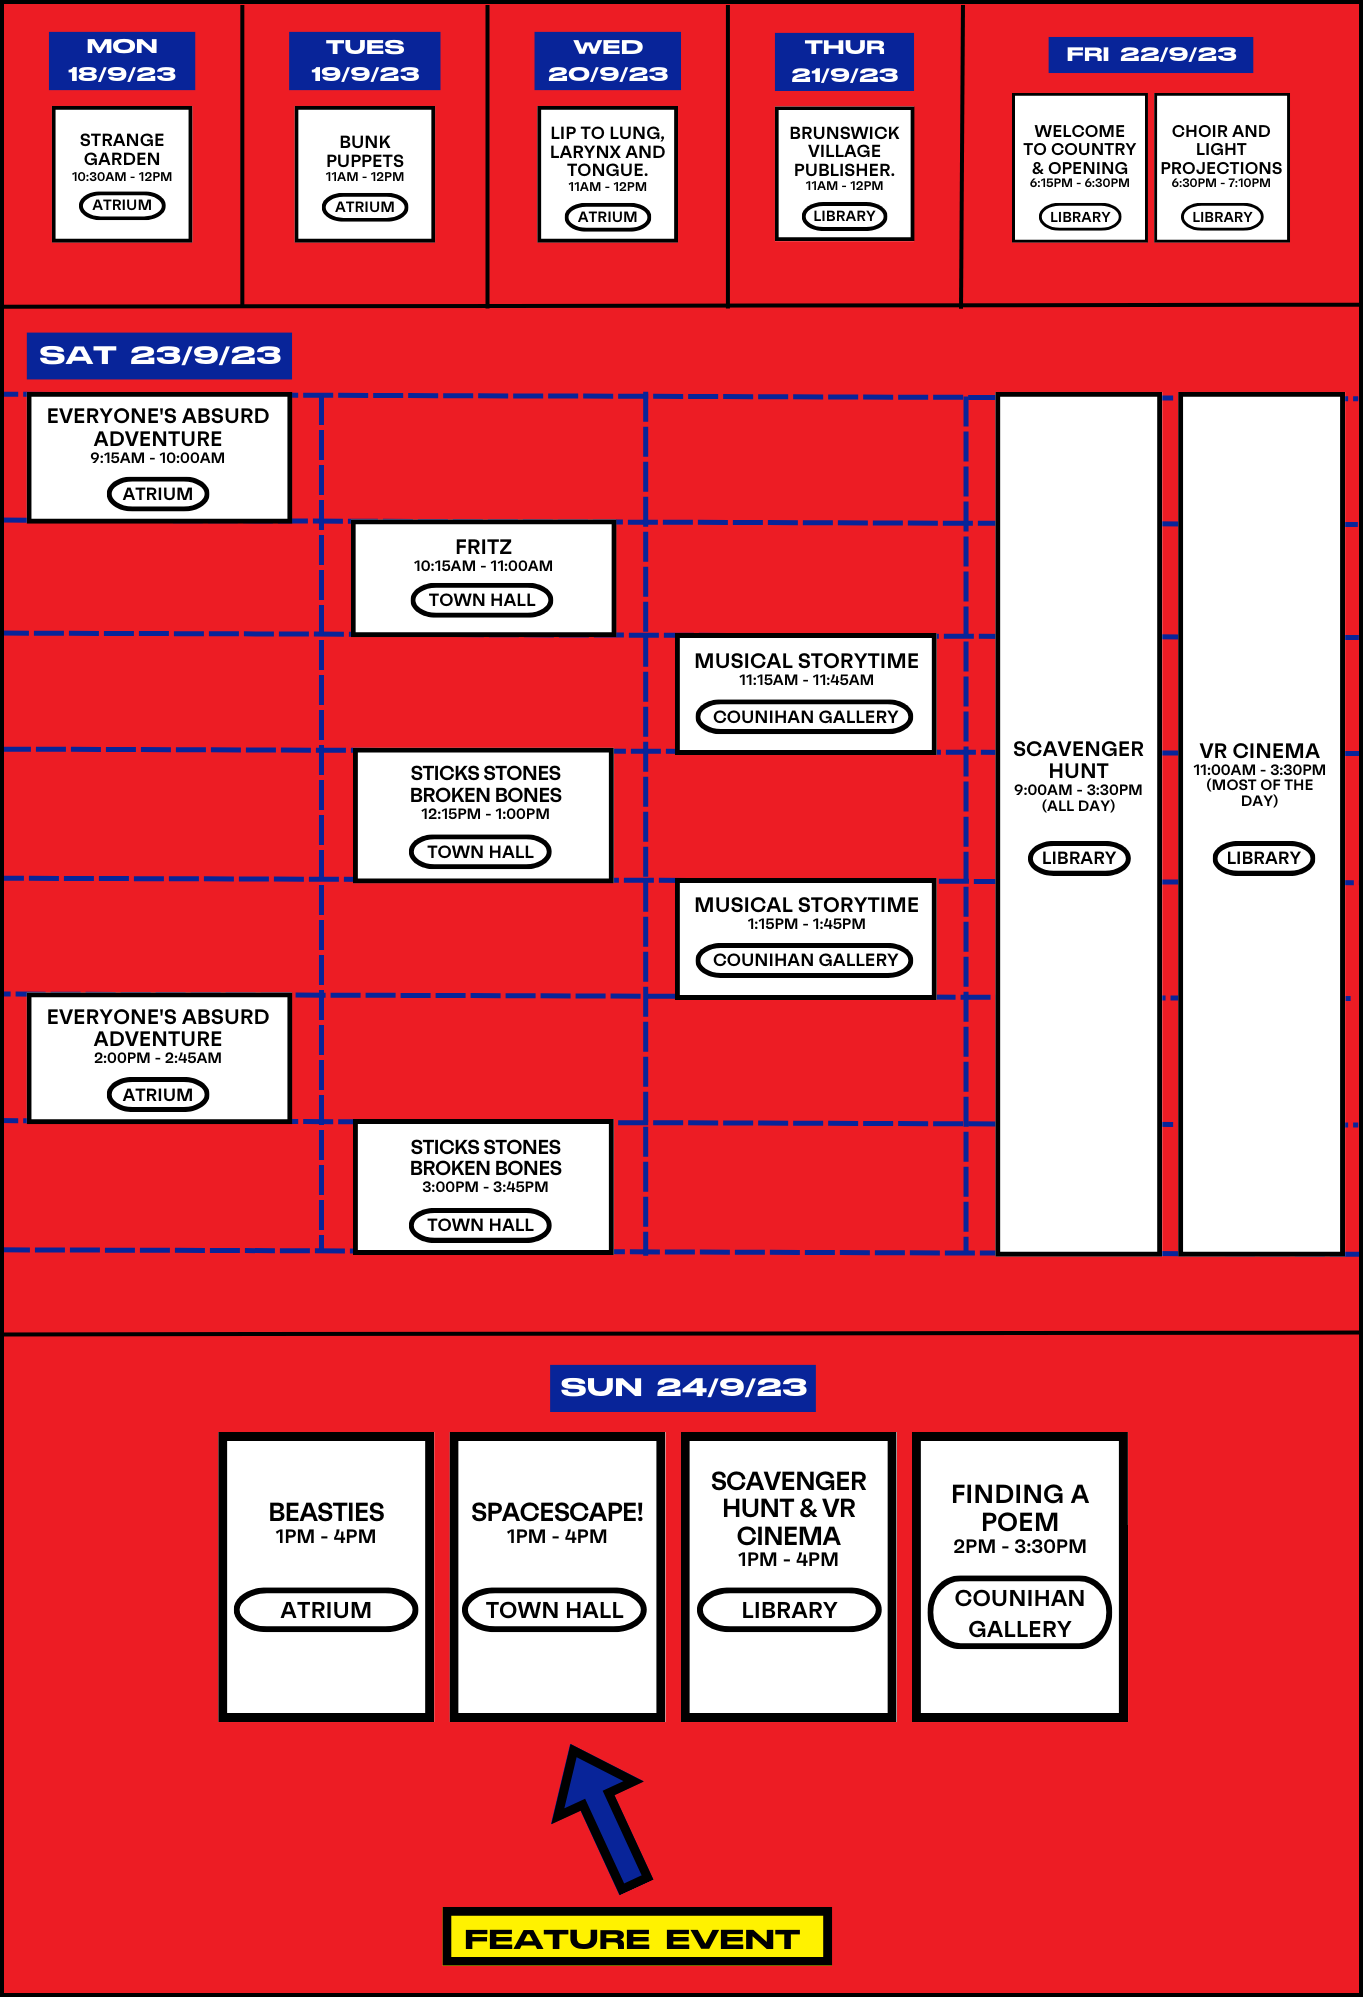 MON
18/9/23
STRANGE
GARDEN
10:30AM - 12PM
ATRIUM
TUES
19/9/23
BUNK
PUPPETS
11AM - 12PM
ATRIUM
WED
20/9/23
LIP TO LUNG,
LARYNX AND
TONGUE.
11AM - 12PM
ATRIUM
THUR
21/9/23
BRUNSWICK
VILLAGE
PUBLISHER.
11AM - 12PM
LIBRARY
FRI 22/9/23
WELCOME
TO COUNTRY
& OPENING
6:15PM - 6:30PM
LIBRARY
CHOIR AND
LIGHT
PROJECTIONS
6:30PM - 7:10PM
LIBRARY
SAT 23/9/23
EVERYONE'S ABSURD
ADVENTURE
9:15AM - 10:00AM
ATRIUM
FRITZ
10:15AM - 11:00AM
TOWN HALL
MUSICAL STORYTIME
11:15AM - 11:45AM
COUNIHAN GALLERY
STICKS STONES
BROKEN BONES
12:15PM - 1:00PM
TOWN HALL
MUSICAL STORYTIME
1:15PM - 1:45PM
COUNIHAN GALLERY
EVERYONE'S ABSURD
ADVENTURE
2:00PM - 2:45AM
ATRIUM
STICKS STONES
BROKEN BONES
3:00PM - 3:45PM
TOWN HALL
SCAVENGER
HUNT
9:00AM - 3:30PM
(ALL DAY)
LIBRARY
VR CINEMA
11:00AM - 3:30PM
(MOST OF THE
DAY)
LIBRARY
SUN 24/9/23
BEASTIES
1PM - 4PM
ATRIUM
SPACESCAPE!
1PM - 4PM
TOWN HALL
SCAVENGER
HUNT & VR
CINEMA
1PM - 4PM
LIBRARY
FINDING A
POEM
2PM - 3:30PM
COUNIHAN
GALLERY
FEATURE EVENT